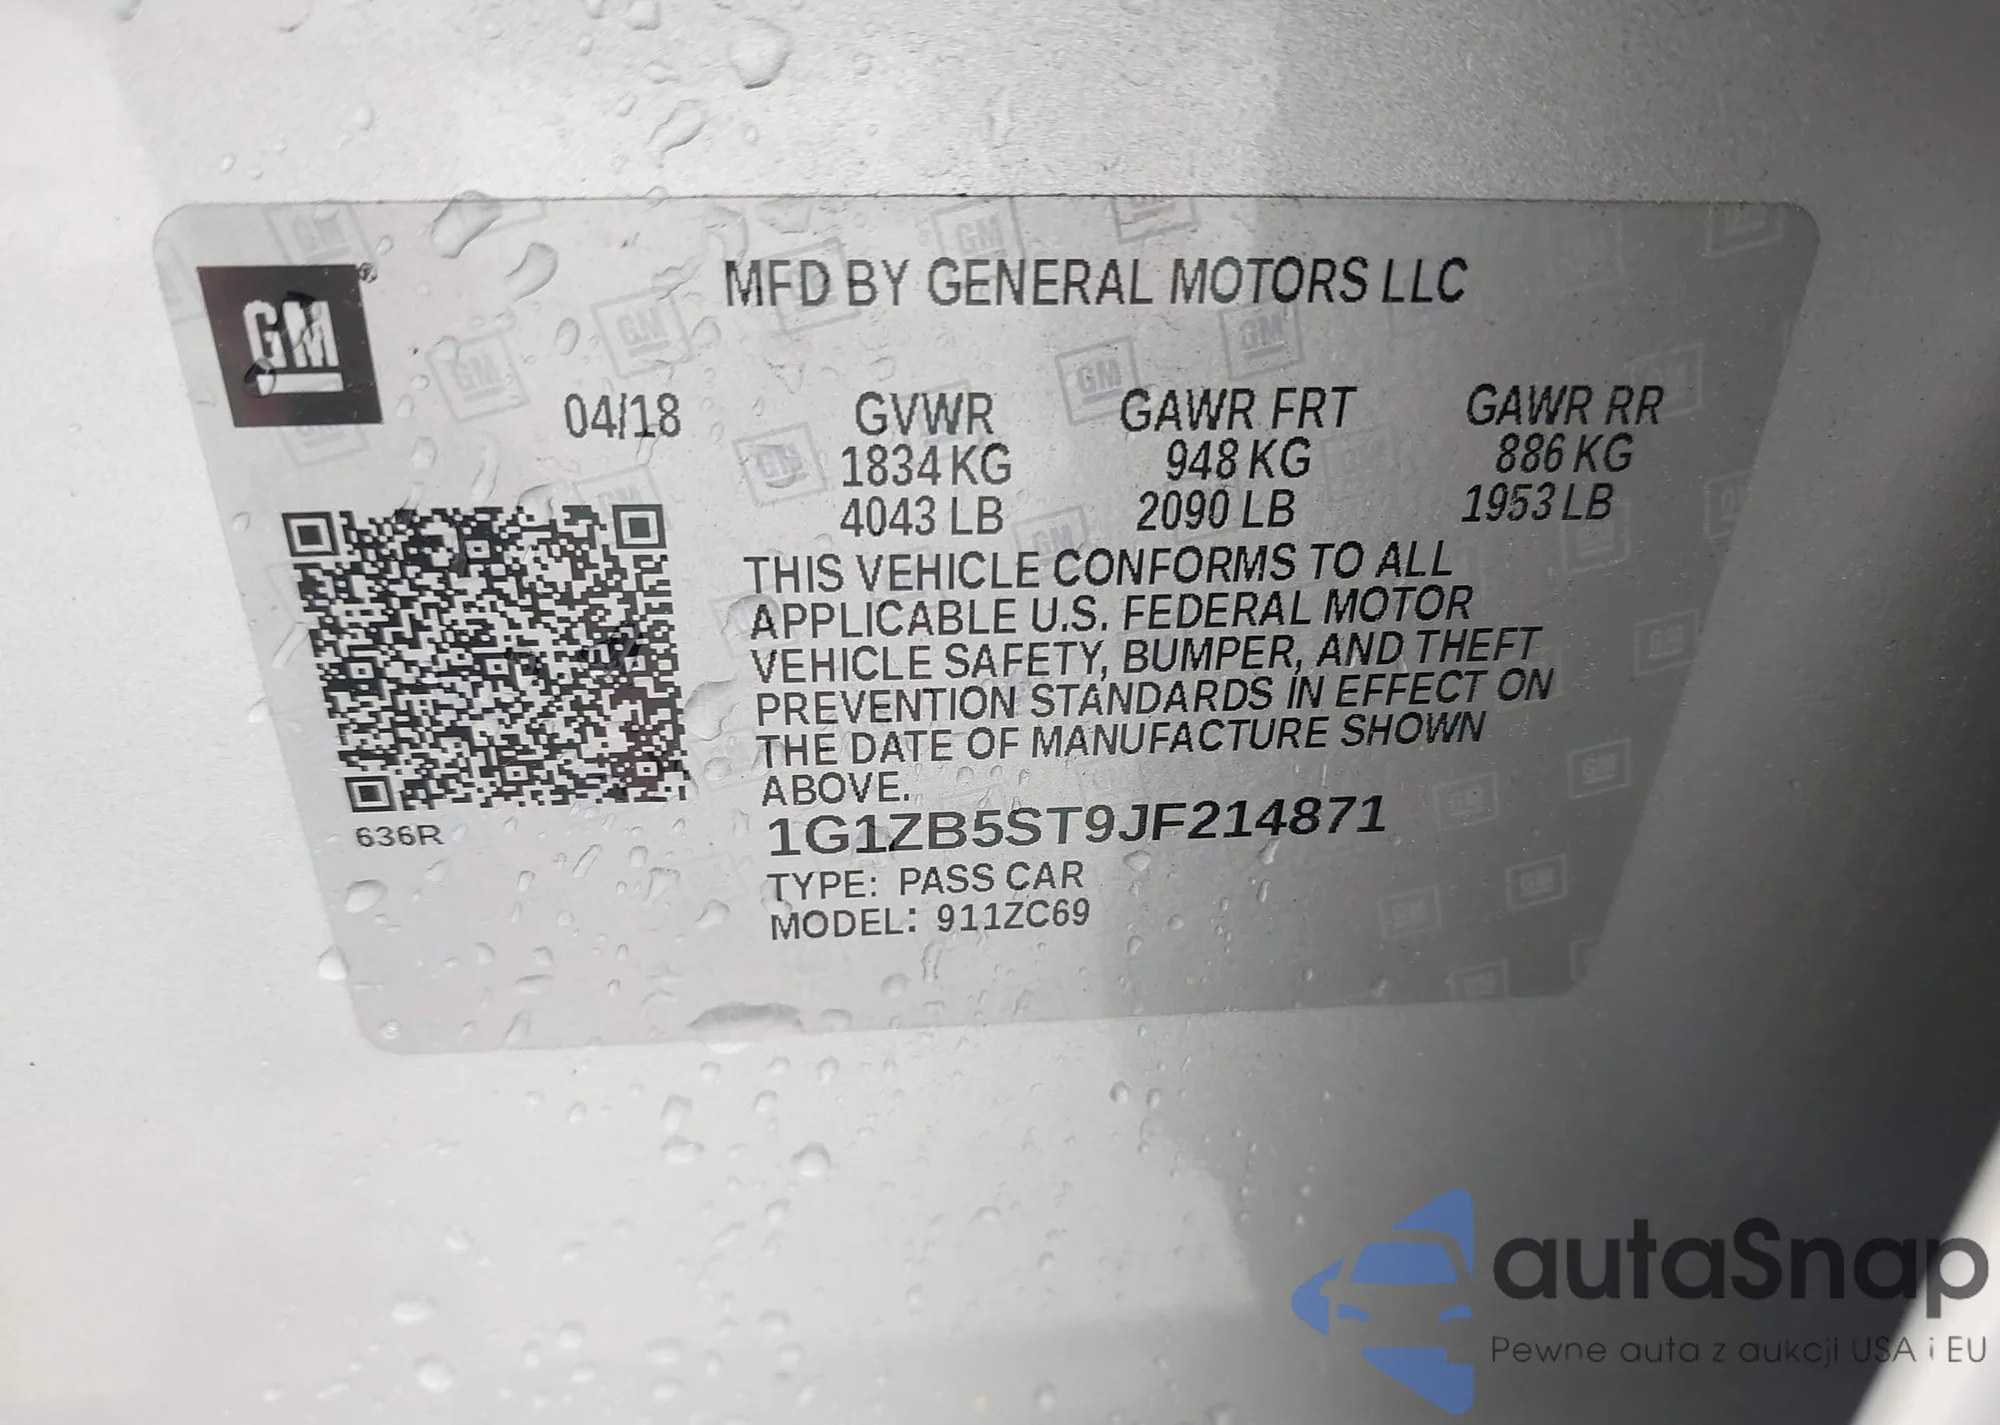 GM
MFD BY GENERAL MOTORS LLC
04/18
GVWR
1834 KG
4043 LB
GAWR FRT
948 KG
2090 LB
GAWR RR
886 KG
1953 LB
THIS VEHICLE CONFORMS TO ALL
APPLICABLE U.S. FEDERAL MOTOR
VEHICLE SAFETY, BUMPER, AND THEFT
PREVENTION STANDARDS IN EFFECT ON
THE DATE OF MANUFACTURE SHOWN
ABOVE.
636R
1G1ZB5ST9JF214871
TYPE: PASS CAR
MODEL: 911ZC69
autaSnap
Pewne auta z aukcji USA i EU